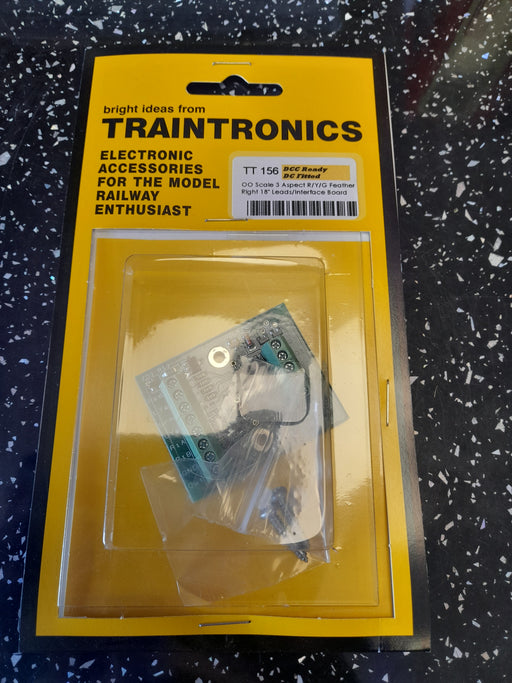 bright ideas from
TRAINTRONICS
ELECTRONIC
ACCESSORIES
FOR THE MODEL
RAILWAY
ENTHUSIAST
TT 156 DCC Ready
DC Fitted
OO Scale 3 Aspect R/Y/G Feather
Right 18" Leads/Interface Board